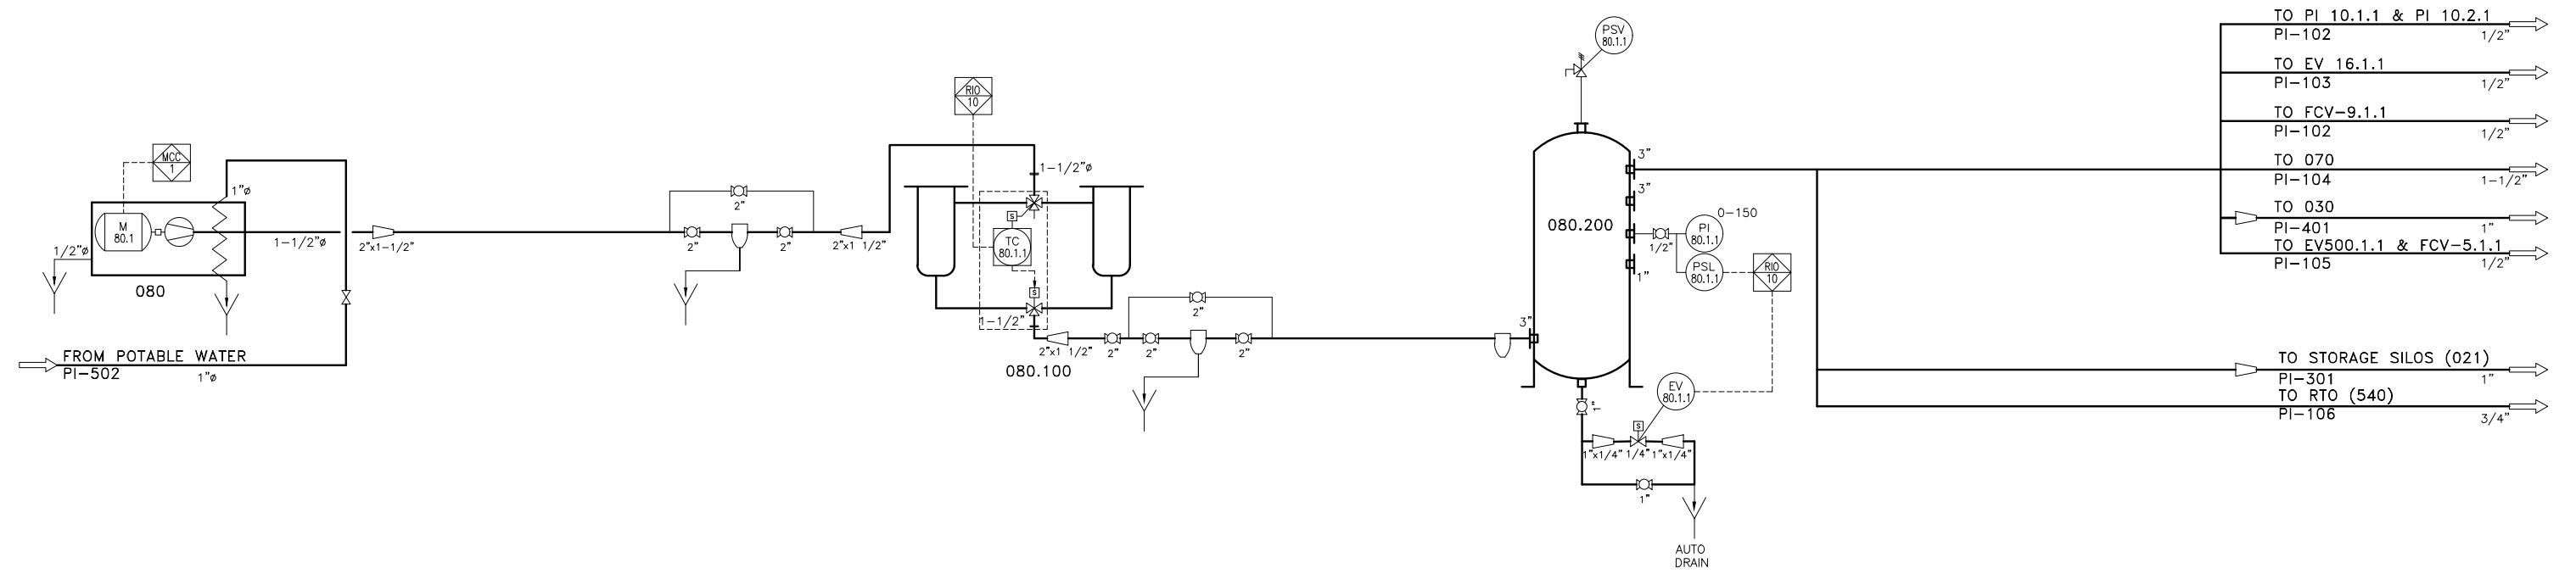 PSV
80.1.1
TO PI 10.1.1 & PI 10.2.1
PI-102
1/2"
TO EV 16.1.1
PI-103
1/2"
TO FCV-9.1.1
PI-102
1/2"
TO 070
PI-104
1-1/2"
TO 030
PI-401
1"
TO EV500.1.1 & FCV-5.1.1
PI-105
1/2"
RIO
10
MCC
1
1"ø
M
80.1
1/2"ø
080
1-1/2"ø
2"x1-1/2"
2"
2"
2"
2"x1 1/2"
1-1/2"ø
S
TC
80.1.1
S
1-1/2"
2"x1 1/2"
080.100
2"
2"
2"
2"
3"
080.200
3"
3"
1"
1/2"
0-150
PI
80.1.1
PSL
80.1.1
RIO
10
FROM POTABLE WATER
PI-502
1"ø
EV
80.1.1
1"
S
1"x1/4"
1/4"
1"x1/4"
1"
AUTO
DRAIN
TO STORAGE SILOS (021)
PI-301
1"
TO RTO (540)
PI-106
3/4"